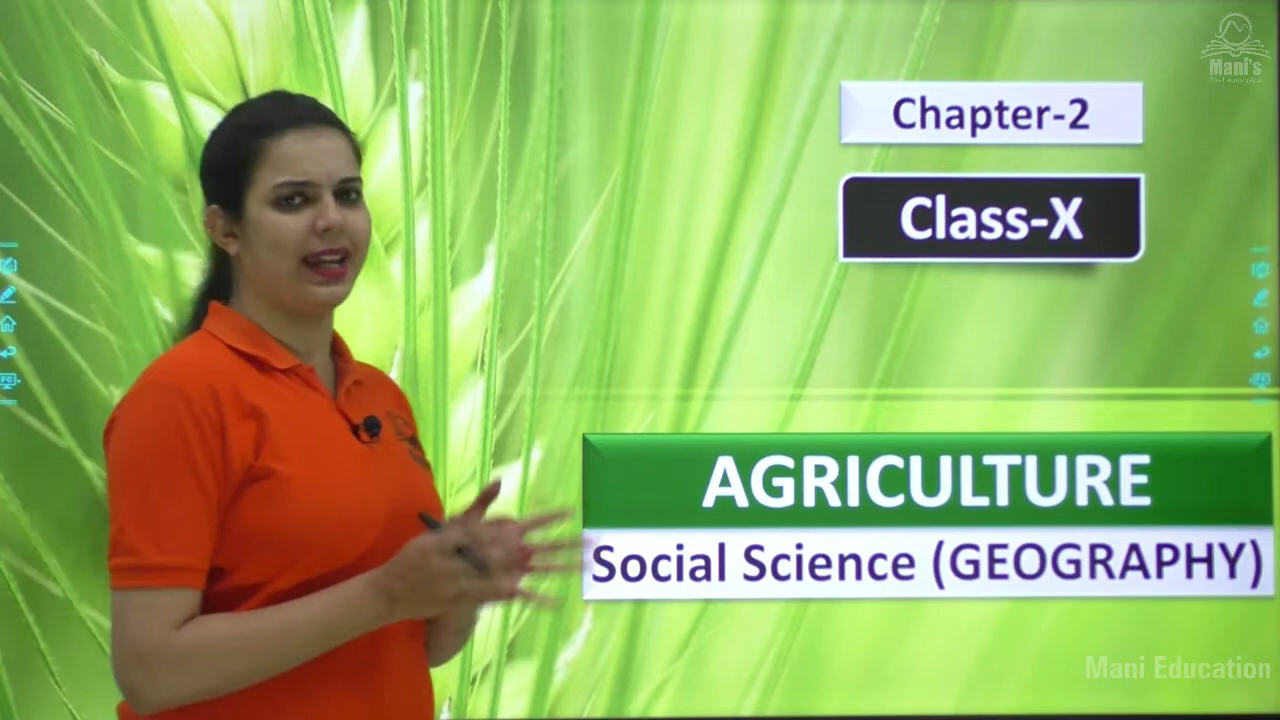 Mani's
Chapter-2
Class-X
AGRICULTURE
Social Science (GEOGRAPHY)
Mani Education